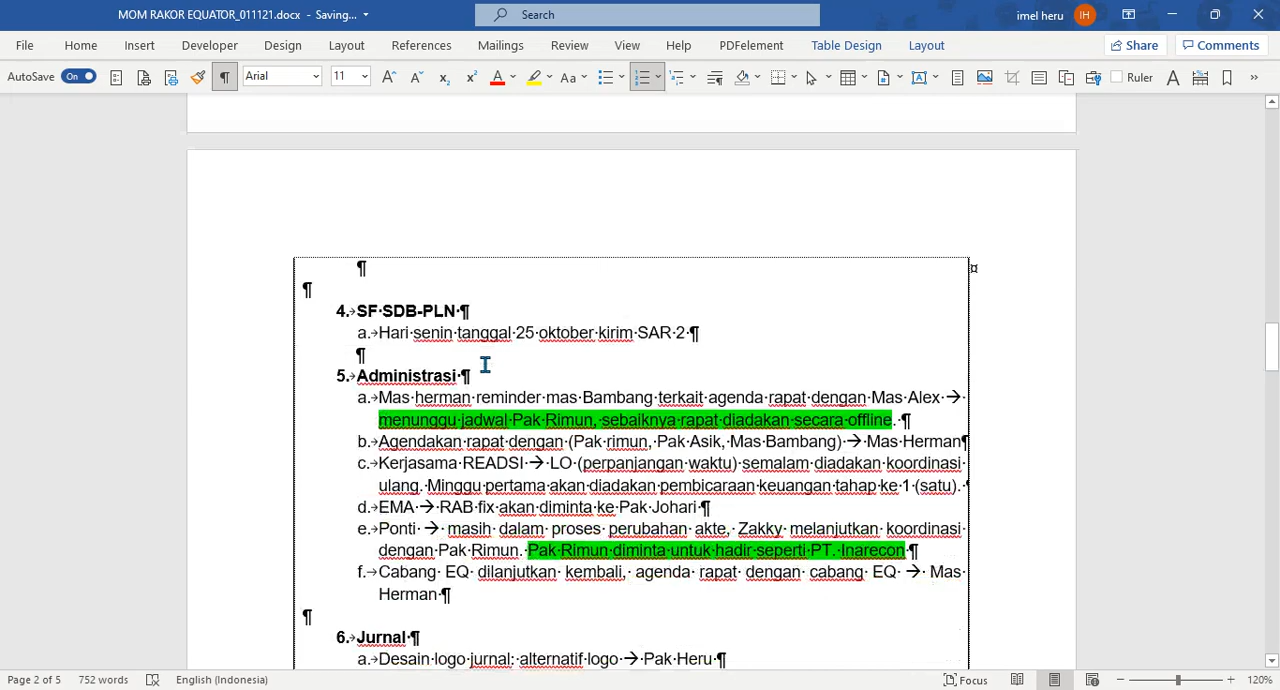 MOM RAKOR EQUATOR_011121.docx - Saving...
Search
imel heru IH
File Home Insert Developer Design Layout References Mailings Review View Help PDFelement Table Design Layout Share Comments
AutoSave On Arial 11 Aa Ruler
¶
¶
4. SF SDB-PLN ¶
a. Hari senin tanggal 25 oktober kirim SAR 2 ¶
¶
5. Administrasi ¶
a. Mas herman reminder mas Bambang terkait agenda rapat dengan Mas Alex →
menunggu jadwal Pak Rimun, sebaiknya rapat diadakan secara offline. ¶
b. Agendakan rapat dengan (Pak rimun, Pak Asik, Mas Bambang) → Mas Herman¶
c. Kerjasama READSI → LO (perpanjangan waktu) semalam diadakan koordinasi
ulang. Minggu pertama akan diadakan pembicaraan keuangan tahap ke 1 (satu). ¶
d. EMA → RAB fix akan diminta ke Pak Johari ¶
e. Ponti → masih dalam proses perubahan akte, Zakky melanjutkan koordinasi
dengan Pak Rimun. Pak Rimun diminta untuk hadir seperti PT. Inarecon ¶
f. Cabang EQ dilanjutkan kembali, agenda rapat dengan cabang EQ → Mas
Herman ¶
¶
6. Jurnal ¶
a. Desain logo jurnal: alternatif logo → Pak Heru ¶
Page 2 of 5 752 words English (Indonesia) Focus 120%